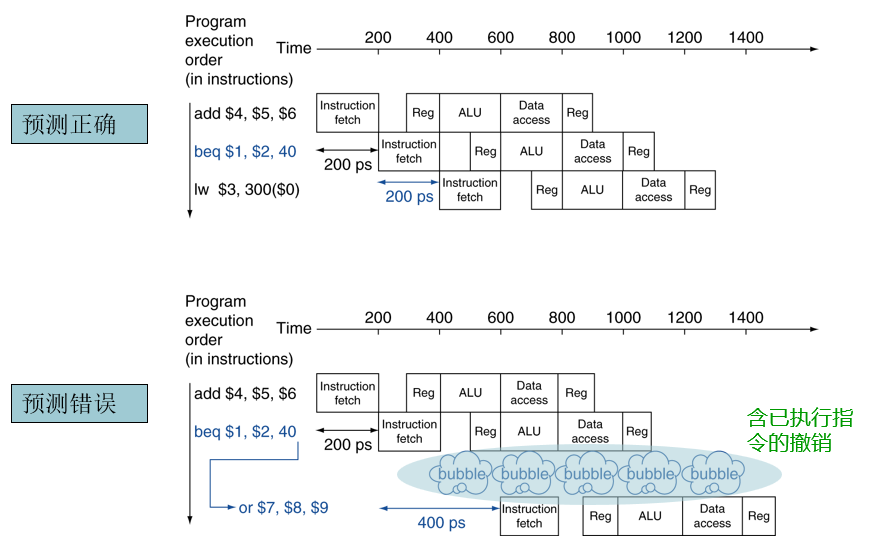 Program
execution
order
(in instructions)
Time
200 400 600 800 1000 1200 1400
预测正确
add $4, $5, $6
Instruction
fetch
Reg
ALU
Data
access
Reg
beq $1, $2, 40
200 ps
Instruction
fetch
Reg
ALU
Data
access
Reg
lw $3, 300($0)
200 ps
Instruction
fetch
Reg
ALU
Data
access
Reg
Program
execution
order
(in instructions)
Time
200 400 600 800 1000 1200 1400
预测错误
add $4, $5, $6
Instruction
fetch
Reg
ALU
Data
access
Reg
beq $1, $2, 40
200 ps
Instruction
fetch
Reg
ALU
Data
access
Reg
含已执行指
令的撤销
bubble bubble bubble bubble bubble
or $7, $8, $9
400 ps
Instruction
fetch
Reg
ALU
Data
access
Reg